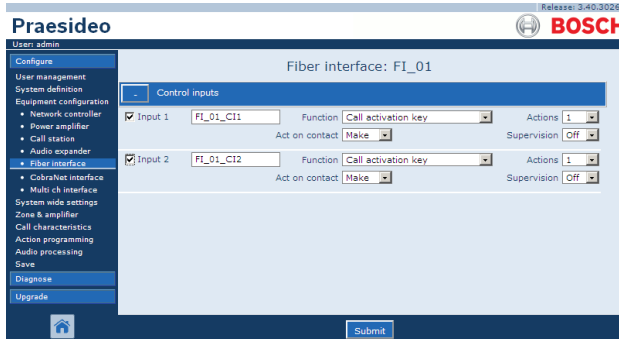 Release: 3.40.3026
Praesideo
BOSCH
User: admin
Configure
User management
System definition
Equipment configuration
• Network controller
• Power amplifier
• Call station
• Audio expander
• Fiber interface
• CobraNet interface
• Multi ch interface
System wide settings
Zone & amplifier
Call characteristics
Action programming
Audio processing
Save
Diagnose
Upgrade
Fiber interface: FI_01
- Control inputs
Input 1 FI_01_CI1 Function Call activation key Actions 1
Act on contact Make Supervision Off
Input 2 FI_01_CI2 Function Call activation key Actions 1
Act on contact Make Supervision Off
Submit